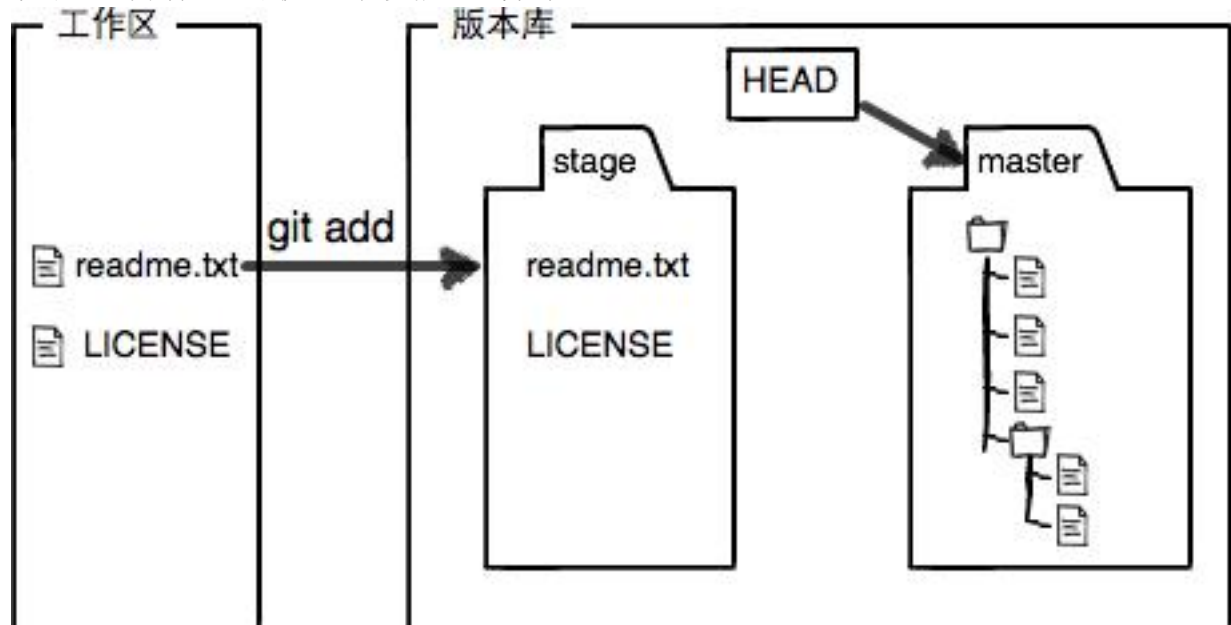 工作区
版本库
HEAD
stage
master
git add
readme.txt
readme.txt
LICENSE
LICENSE